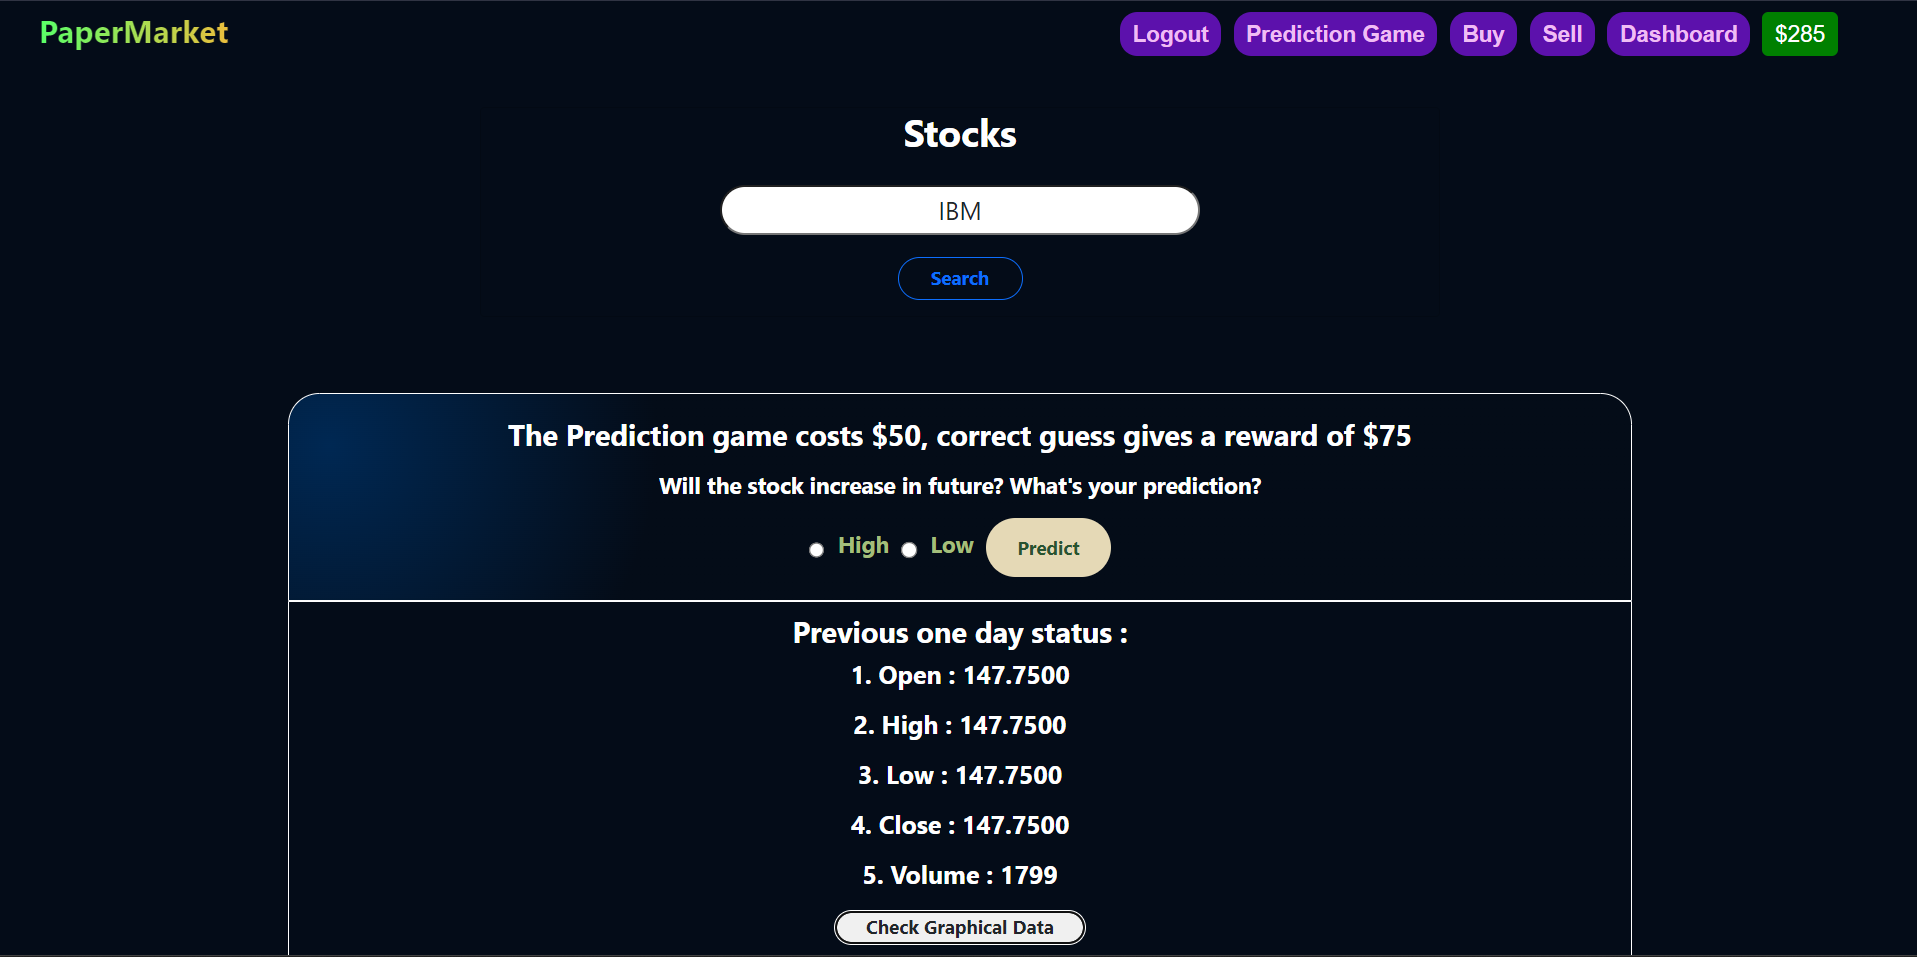 PaperMarket
Logout Prediction Game Buy Sell Dashboard $285
Stocks
IBM
Search
The Prediction game costs $50, correct guess gives a reward of $75
Will the stock increase in future? What's your prediction?
High Low Predict
Previous one day status :
1. Open : 147.7500
2. High : 147.7500
3. Low : 147.7500
4. Close : 147.7500
5. Volume : 1799
Check Graphical Data